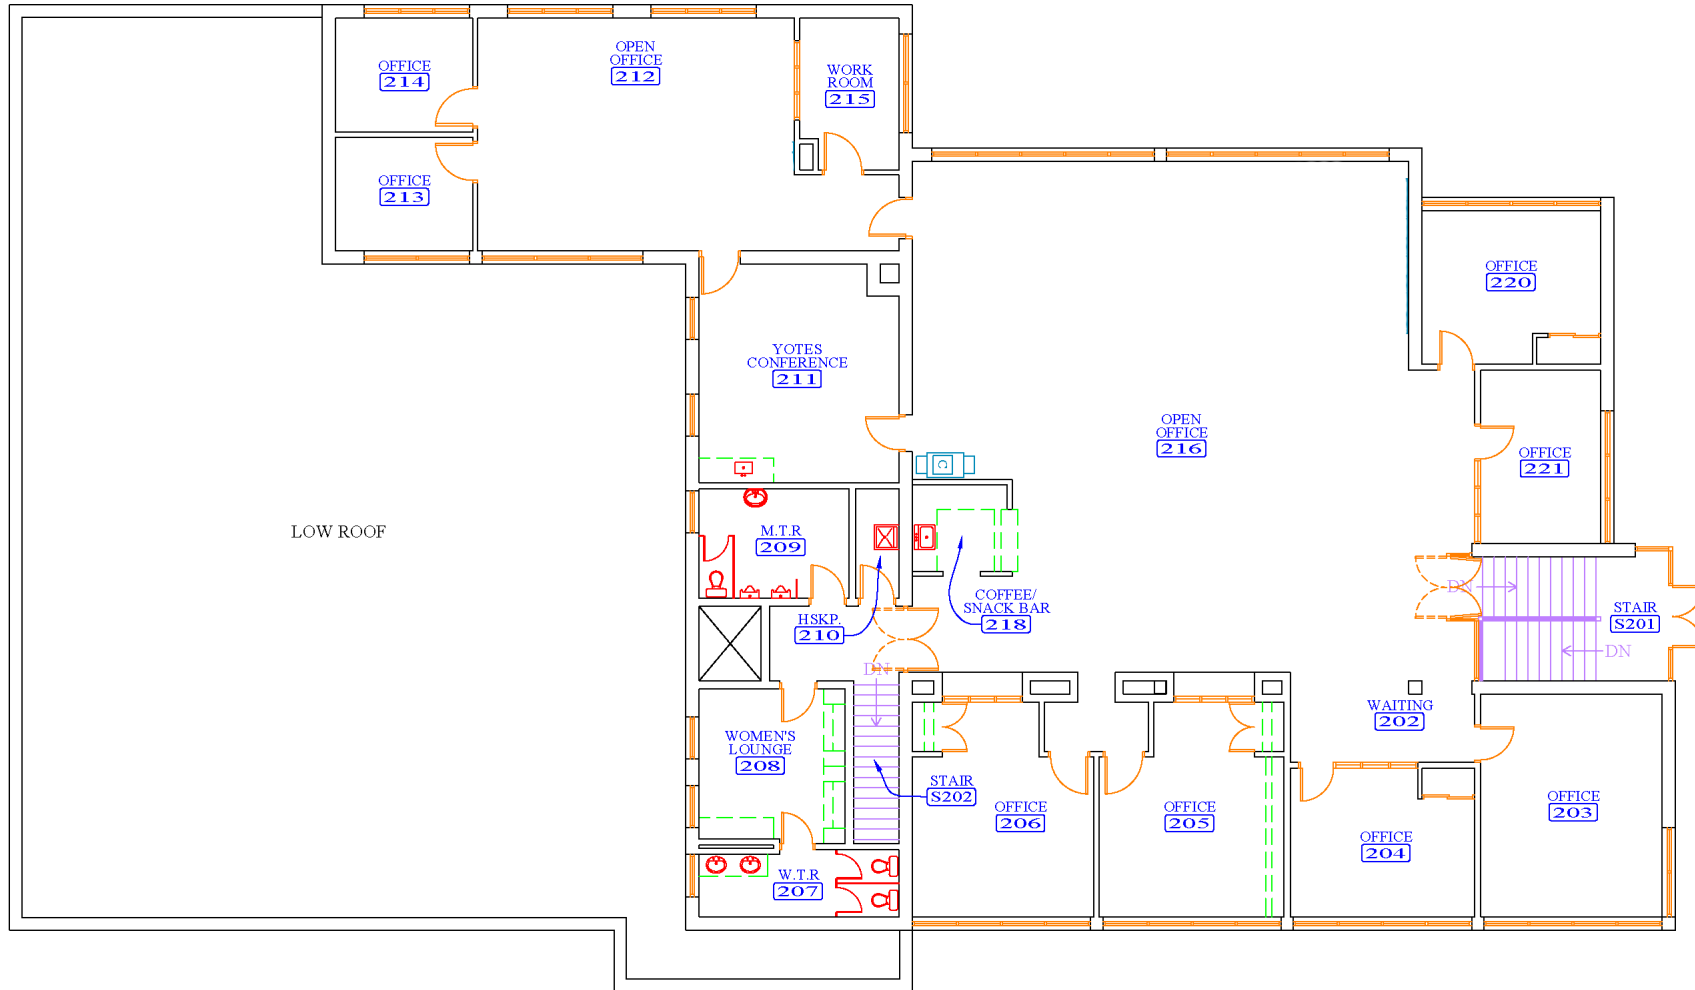 OFFICE
214
OPEN
OFFICE
212
WORK
ROOM
215
OFFICE
213
OFFICE
220
YOTES
CONFERENCE
211
OPEN
OFFICE
216
OFFICE
221
LOW ROOF
M.T.R
209
C
COFFEE/
SNACK BAR
218
HSKP.
210
DN
STAIR
S201
DN
DN
WAITING
202
WOMEN'S
LOUNGE
208
STAIR
S202
OFFICE
206
OFFICE
205
OFFICE
204
OFFICE
203
W.T.R
207